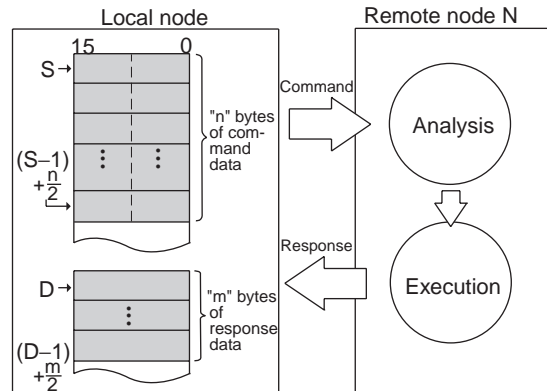 Local node
Remote node N
15 0
S
(S–1)
+n/2
"n" bytes
of com-
mand
data
Command
Analysis
Response
Execution
D
(D–1)
+m/2
"m" bytes
of
response
data